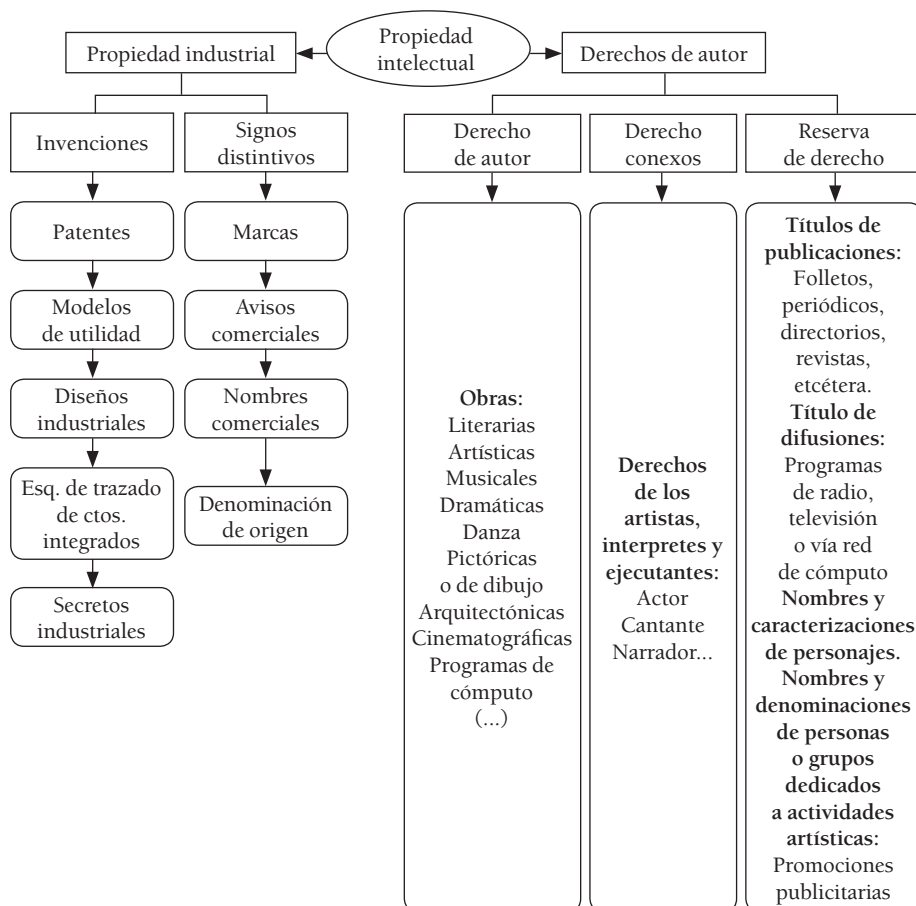 Propiedad
intelectual
Propiedad industrial
Derechos de autor
Invenciones
Signos
distintivos
Derecho
de autor
Derecho
conexos
Reserva
de derecho
Patentes
Modelos
de utilidad
Diseños
industriales
Esq. de trazado
de ctos.
integrados
Secretos
industriales
Marcas
Avisos
comerciales
Nombres
comerciales
Denominación
de origen
Obras:
Literarias
Artísticas
Musicales
Dramáticas
Danza
Pictóricas
o de dibujo
Arquitectónicas
Cinematográficas
Programas de
cómputo
(...)
Derechos
de los
artistas,
interpretes y
ejecutantes:
Actor
Cantante
Narrador...
Títulos de
publicaciones:
Folletos,
periódicos,
directorios,
revistas,
etcétera.
Título de
difusiones:
Programas
de radio,
televisión
o vía red
de cómputo
Nombres y
caracterizaciones
de personajes.
Nombres y
denominaciones
de personas
o grupos
dedicados
a actividades
artísticas:
Promociones
publicitarias